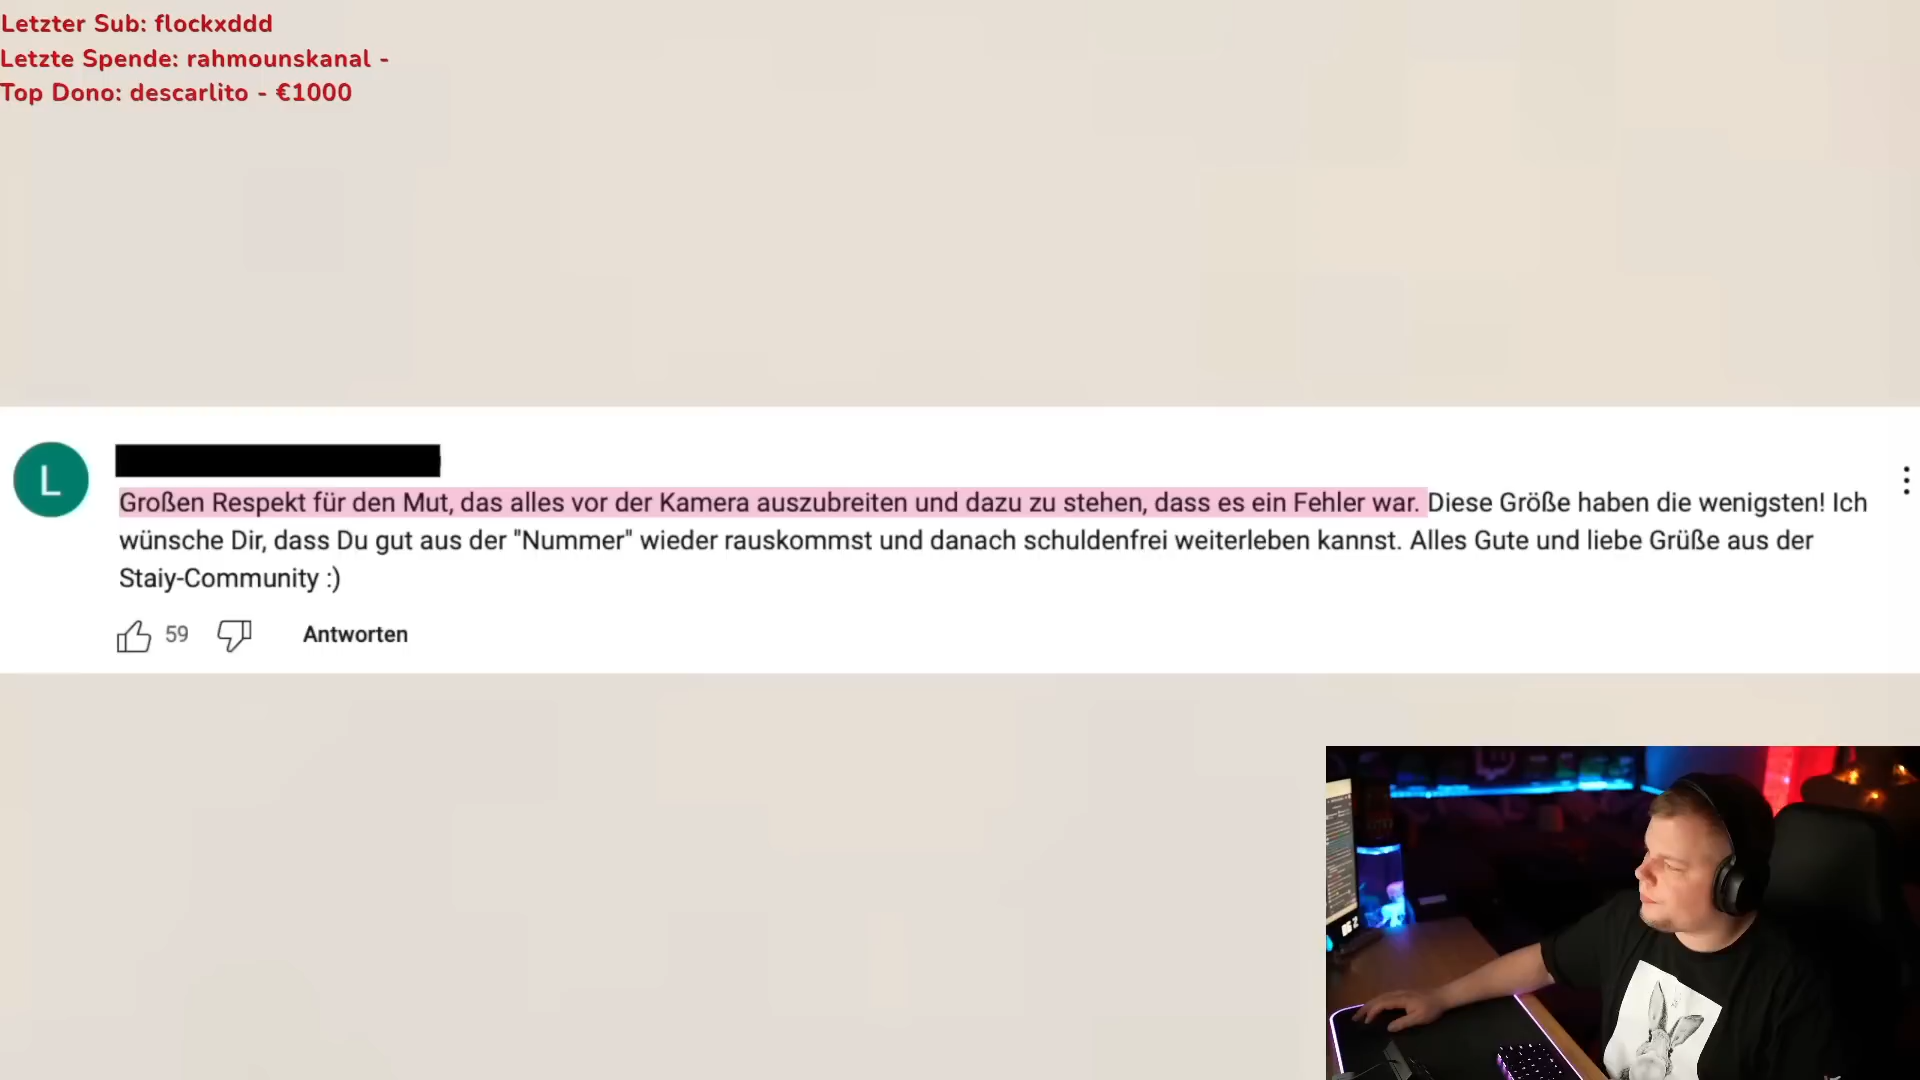 Letzter Sub: flockxddd
Letzte Spende: rahmounskanal -
Top Dono: descarlito - €1000
L
Großen Respekt für den Mut, das alles vor der Kamera auszubreiten und dazu zu stehen, dass es ein Fehler war. Diese Größe haben die wenigsten! Ich
wünsche Dir, dass Du gut aus der "Nummer" wieder rauskommst und danach schuldenfrei weiterleben kannst. Alles Gute und liebe Grüße aus der
Staiy-Community :)
59
Antworten